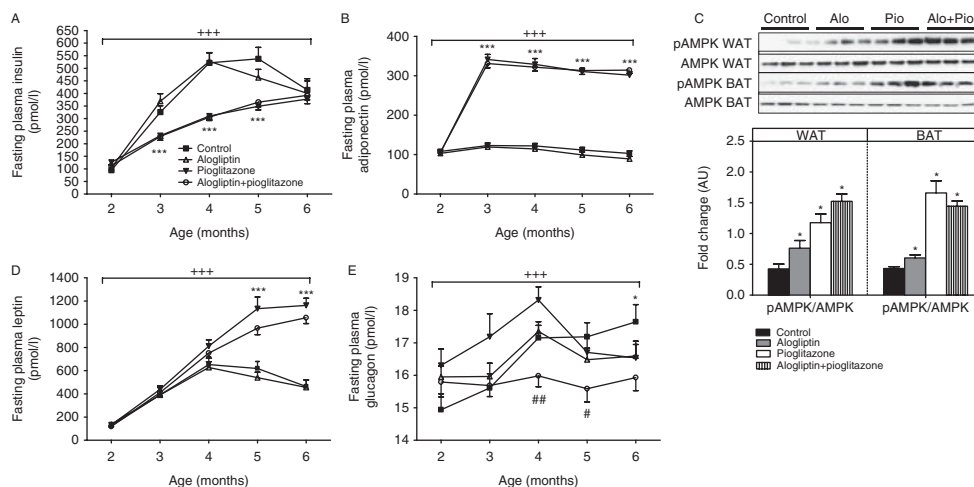 A
+++
Fasting plasma insulin
(pmol/l)
650
600
550
500
450
400
350
300
250
200
150
100
50
0
***
***
***
Control
Alogliptin
Pioglitazone
Alogliptin+pioglitazone
2 3 4 5 6
Age (months)
B
+++
Fasting plasma
adiponectin (pmol/l)
400
300
200
100
0
*** *** *** ***
2 3 4 5 6
Age (months)
C
Control Alo Pio Alo+Pio
pAMPK WAT
AMPK WAT
pAMPK BAT
AMPK BAT
WAT BAT
Fold change (AU)
2.0
1.5
1.0
0.5
0.0
* * * * * *
pAMPK/AMPK pAMPK/AMPK
Control
Alogliptin
Pioglitazone
Alogliptin+pioglitazone
D
+++
Fasting plasma leptin
(pmol/l)
1400
1200
1000
800
600
400
200
0
*** ***
2 3 4 5 6
Age (months)
E
+++
Fasting plasma
glucagon (pmol/l)
19
18
17
16
15
14
*
## #
2 3 4 5 6
Age (months)